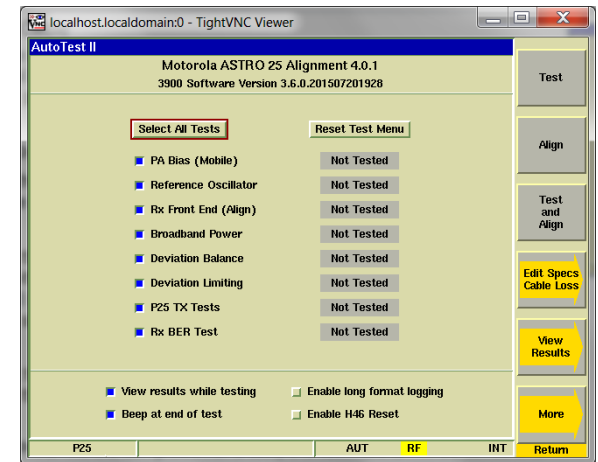 localhost.localdomain:0 - TightVNC Viewer
AutoTest II
Motorola ASTRO 25 Alignment 4.0.1
3900 Software Version 3.6.0.201507201928
Select All Tests Reset Test Menu
PA Bias (Mobile) Not Tested
Reference Oscillator Not Tested
Rx Front End (Align) Not Tested
Broadband Power Not Tested
Deviation Balance Not Tested
Deviation Limiting Not Tested
P25 TX Tests Not Tested
Rx BER Test Not Tested
View results while testing Enable long format logging
Beep at end of test Enable H46 Reset
P25 AUT RF INT
Test
Align
Test
and
Align
Edit Specs
Cable Loss
View
Results
More
Return